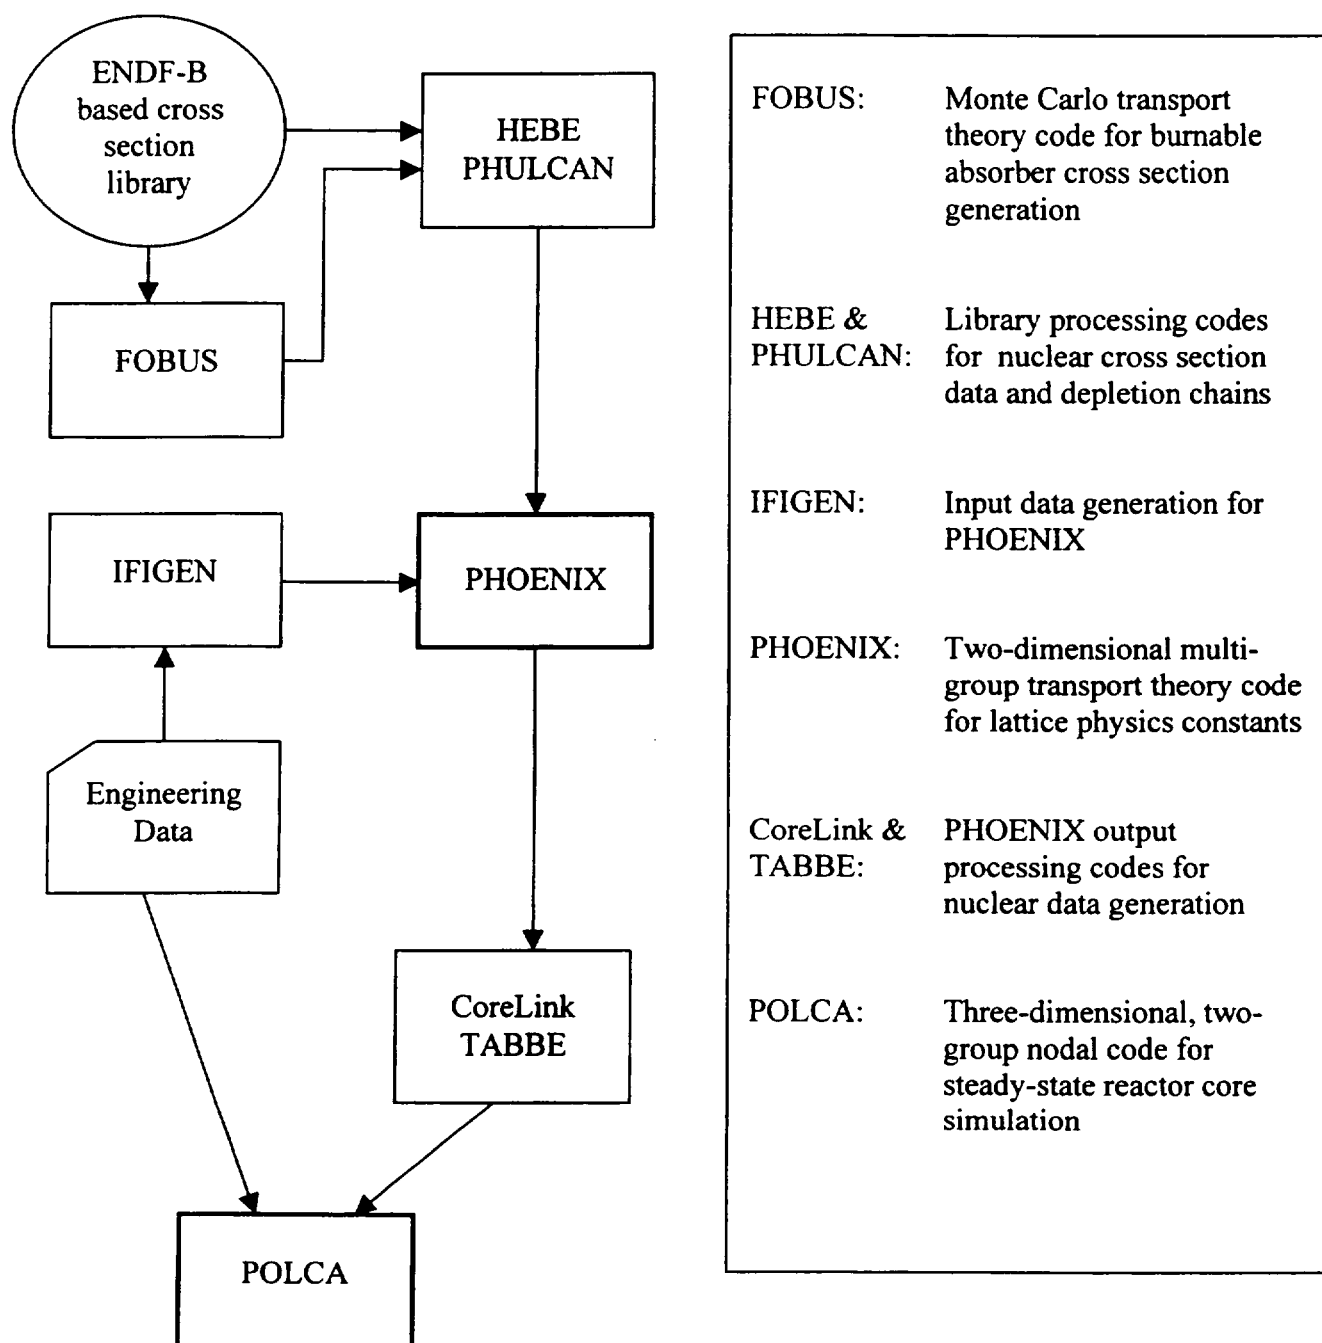 ENDF-B
based cross
section
library
HEBE
PHULCAN
FOBUS
IFIGEN
PHOENIX
Engineering
Data
CoreLink
TABBE
POLCA
FOBUS: Monte Carlo transport
theory code for burnable
absorber cross section
generation
HEBE & Library processing codes
PHULCAN: for nuclear cross section
data and depletion chains
IFIGEN: Input data generation for
PHOENIX
PHOENIX: Two-dimensional multi-
group transport theory code
for lattice physics constants
CoreLink & PHOENIX output
TABBE: processing codes for
nuclear data generation
POLCA: Three-dimensional, two-
group nodal code for
steady-state reactor core
simulation